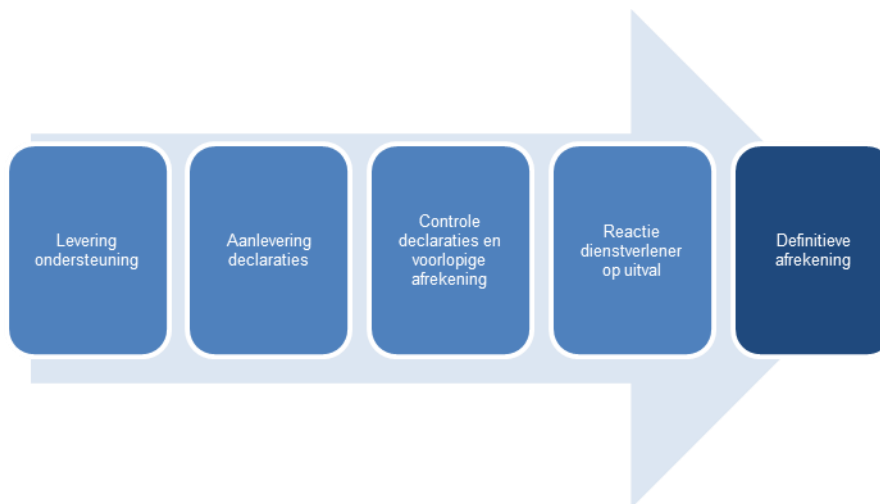 Levering
ondersteuning
Aanlevering
declaraties
Controle
declaraties en
voorlopige
afrekening
Reactie
dienstverlener
op uitval
Definitieve
afrekening